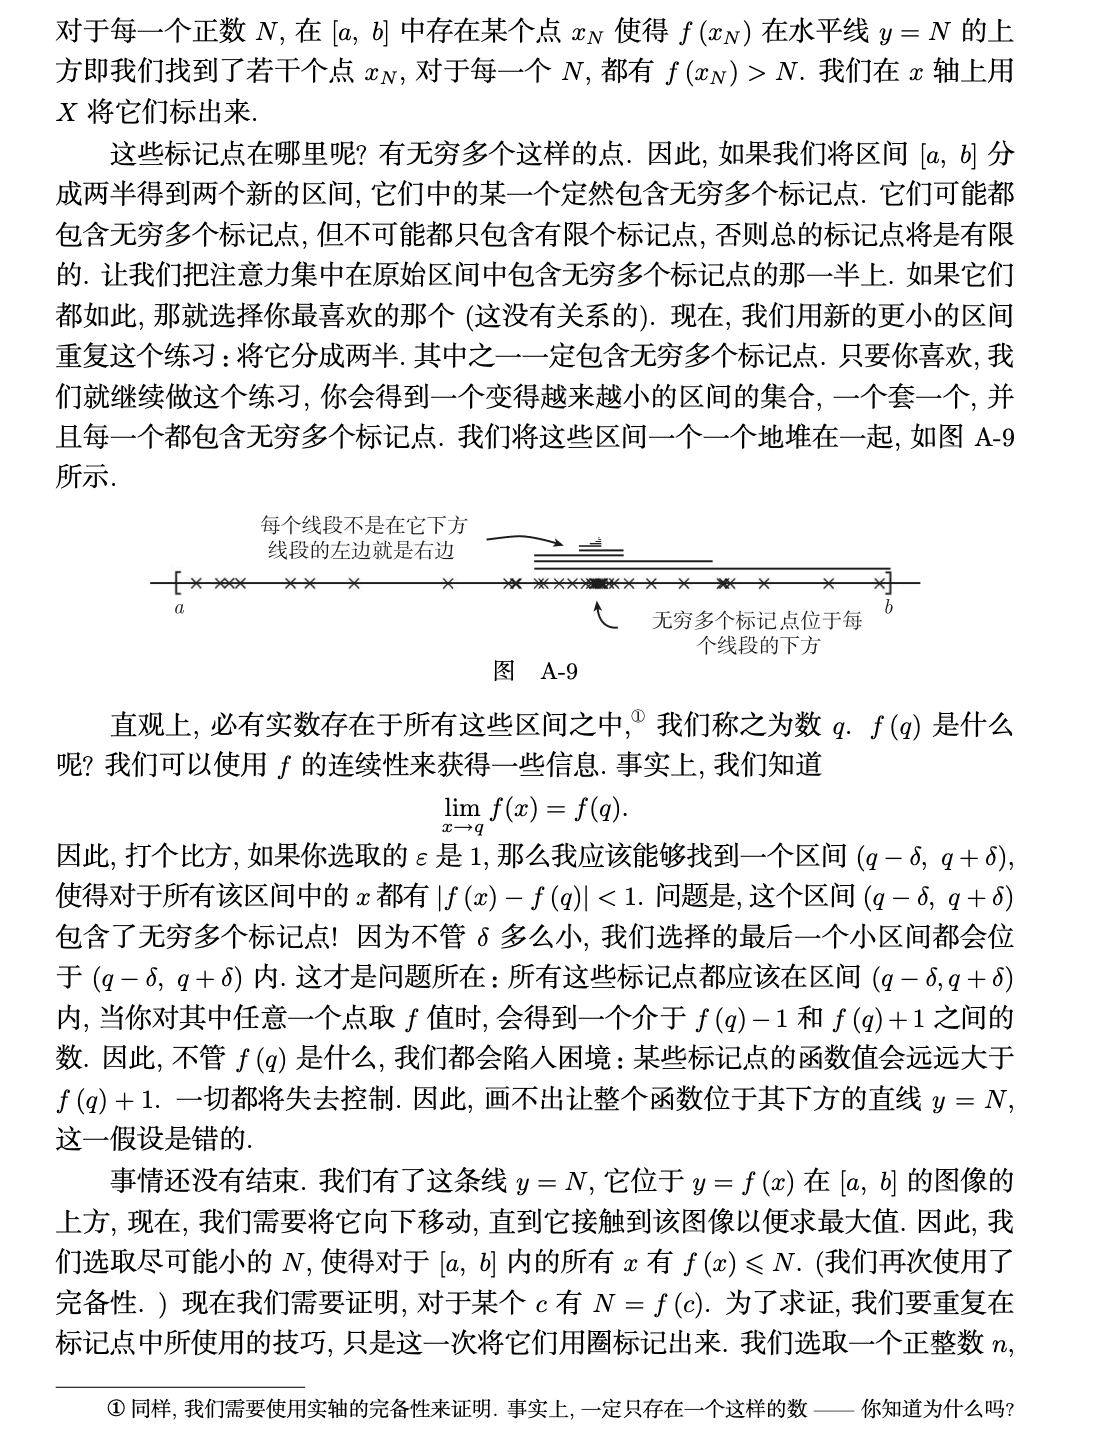 对于每一个正数 N, 在 [a, b] 中存在某个点 x_N 使得 f (x_N) 在水平线 y = N 的上
方即我们找到了若干个点 x_N, 对于每一个 N, 都有 f (x_N) > N. 我们在 x 轴上用
X 将它们标出来.
这些标记点在哪里呢? 有无穷多个这样的点. 因此, 如果我们将区间 [a, b] 分
成两半得到两个新的区间, 它们中的某一个定然包含无穷多个标记点. 它们可能都
包含无穷多个标记点, 但不可能都只包含有限个标记点, 否则总的标记点将是有限
的. 让我们把注意力集中在原始区间中包含无穷多个标记点的那一半上. 如果它们
都如此, 那就选择你最喜欢的那个 (这没有关系的). 现在, 我们用新的更小的区间
重复这个练习 : 将它分成两半. 其中之一一定包含无穷多个标记点. 只要你喜欢, 我
们就继续做这个练习, 你会得到一个变得越来越小的区间的集合, 一个套一个, 并
且每一个都包含无穷多个标记点. 我们将这些区间一个一个地堆在一起, 如图 A-9
所示.
每个线段不是在它下方
线段的左边就是右边
a
b
无穷多个标记点位于每
个线段的下方
图 A-9
直观上, 必有实数存在于所有这些区间之中,① 我们称之为数 q. f (q) 是什么
呢? 我们可以使用 f 的连续性来获得一些信息. 事实上, 我们知道
lim f(x) = f(q).
x→q
因此, 打个比方, 如果你选取的 ε 是 1, 那么我应该能够找到一个区间 (q − δ, q + δ),
使得对于所有该区间中的 x 都有 |f (x) − f (q)| < 1. 问题是, 这个区间 (q − δ, q + δ)
包含了无穷多个标记点! 因为不管 δ 多么小, 我们选择的最后一个小区间都会位
于 (q − δ, q + δ) 内. 这才是问题所在 : 所有这些标记点都应该在区间 (q − δ, q + δ)
内, 当你对其中任意一个点取 f 值时, 会得到一个介于 f (q) − 1 和 f (q) + 1 之间的
数. 因此, 不管 f (q) 是什么, 我们都会陷入困境 : 某些标记点的函数值会远远大于
f (q) + 1. 一切都将失去控制. 因此, 画不出让整个函数位于其下方的直线 y = N,
这一假设是错的.
事情还没有结束. 我们有了这条线 y = N, 它位于 y = f (x) 在 [a, b] 的图像的
上方, 现在, 我们需要将它向下移动, 直到它接触到该图像以便求最大值. 因此, 我
们选取尽可能小的 N, 使得对于 [a, b] 内的所有 x 有 f (x) ⩽ N. (我们再次使用了
完备性. ) 现在我们需要证明, 对于某个 c 有 N = f (c). 为了求证, 我们要重复在
标记点中所使用的技巧, 只是这一次将它们用圈标记出来. 我们选取一个正整数 n,
① 同样, 我们需要使用实轴的完备性来证明. 事实上, 一定只存在一个这样的数 —— 你知道为什么吗?